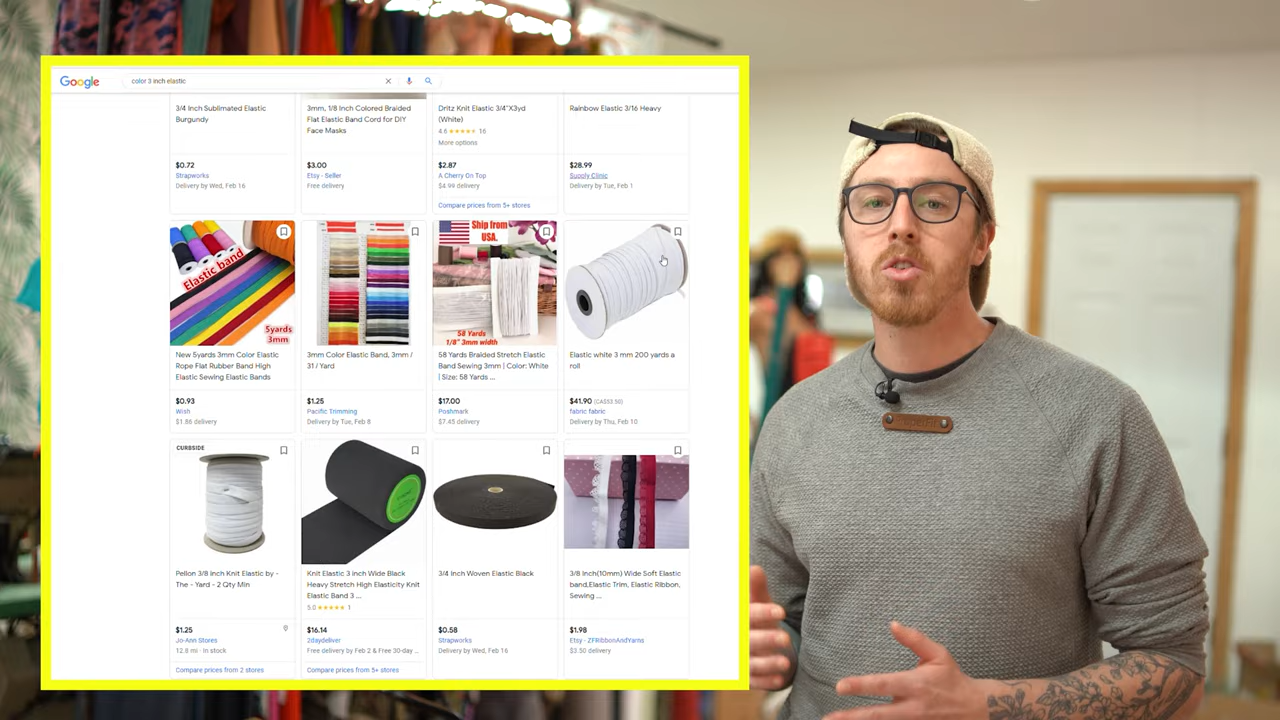 Google
color 3 inch elastic
3/4 Inch Sublimated Elastic
Burgundy
$0.72
Strapworks
Delivery by Wed, Feb 16
3mm, 1/8 Inch Colored Braided
Flat Elastic Band Cord for DIY
Face Masks
$3.00
Etsy - Seller
Free delivery
Dritz Knit Elastic 3/4"X3yd
(White)
4.6 ★★★★★ 16
More options
$2.87
A Cherry On Top
$4.99 delivery
Compare prices from 5+ stores
Rainbow Elastic 3/16 Heavy
$28.99
Supply Clinic
Delivery by Tue, Feb 1
Elastic band
5yards
3mm
New 5yards 3mm Color Elastic
Rope Flat Rubber Band High
Elastic Sewing Elastic Bands
$0.93
Wish
$1.86 delivery
3mm Color Elastic Band, 3mm /
31 / Yard
$1.25
Pacific Trimming
Delivery by Tue, Feb 8
Ship from
USA.
58 Yards
1/8" 3mm width
58 Yards Braided Stretch Elastic
Band Sewing 3mm | Color: White
| Size: 58 Yards ...
$17.00
Poshmark
$7.45 delivery
Elastic white 3 mm 200 yards a
roll
$41.90 (CA$53.50)
fabric fabric
Delivery by Thu, Feb 10
CURBSIDE
Pellon 3/8 Inch Knit Elastic by -
The - Yard - 2 Qty Min
$1.25
Jo-Ann Stores
12.8 mi · In stock
Compare prices from 2 stores
Knit Elastic 3 inch Wide Black
Heavy Stretch High Elasticity Knit
Elastic Band 3 ...
5.0 ★★★★★ 1
$16.14
2daydeliver
Free delivery by Feb 2 & Free 30-day ...
Compare prices from 5+ stores
3/4 Inch Woven Elastic Black
$0.58
Strapworks
Delivery by Wed, Feb 16
3/8 Inch(10mm) Wide Soft Elastic
band,Elastic Trim, Elastic Ribbon,
Sewing ...
$1.98
Etsy - ZFRibbonAndYarns
$3.50 delivery